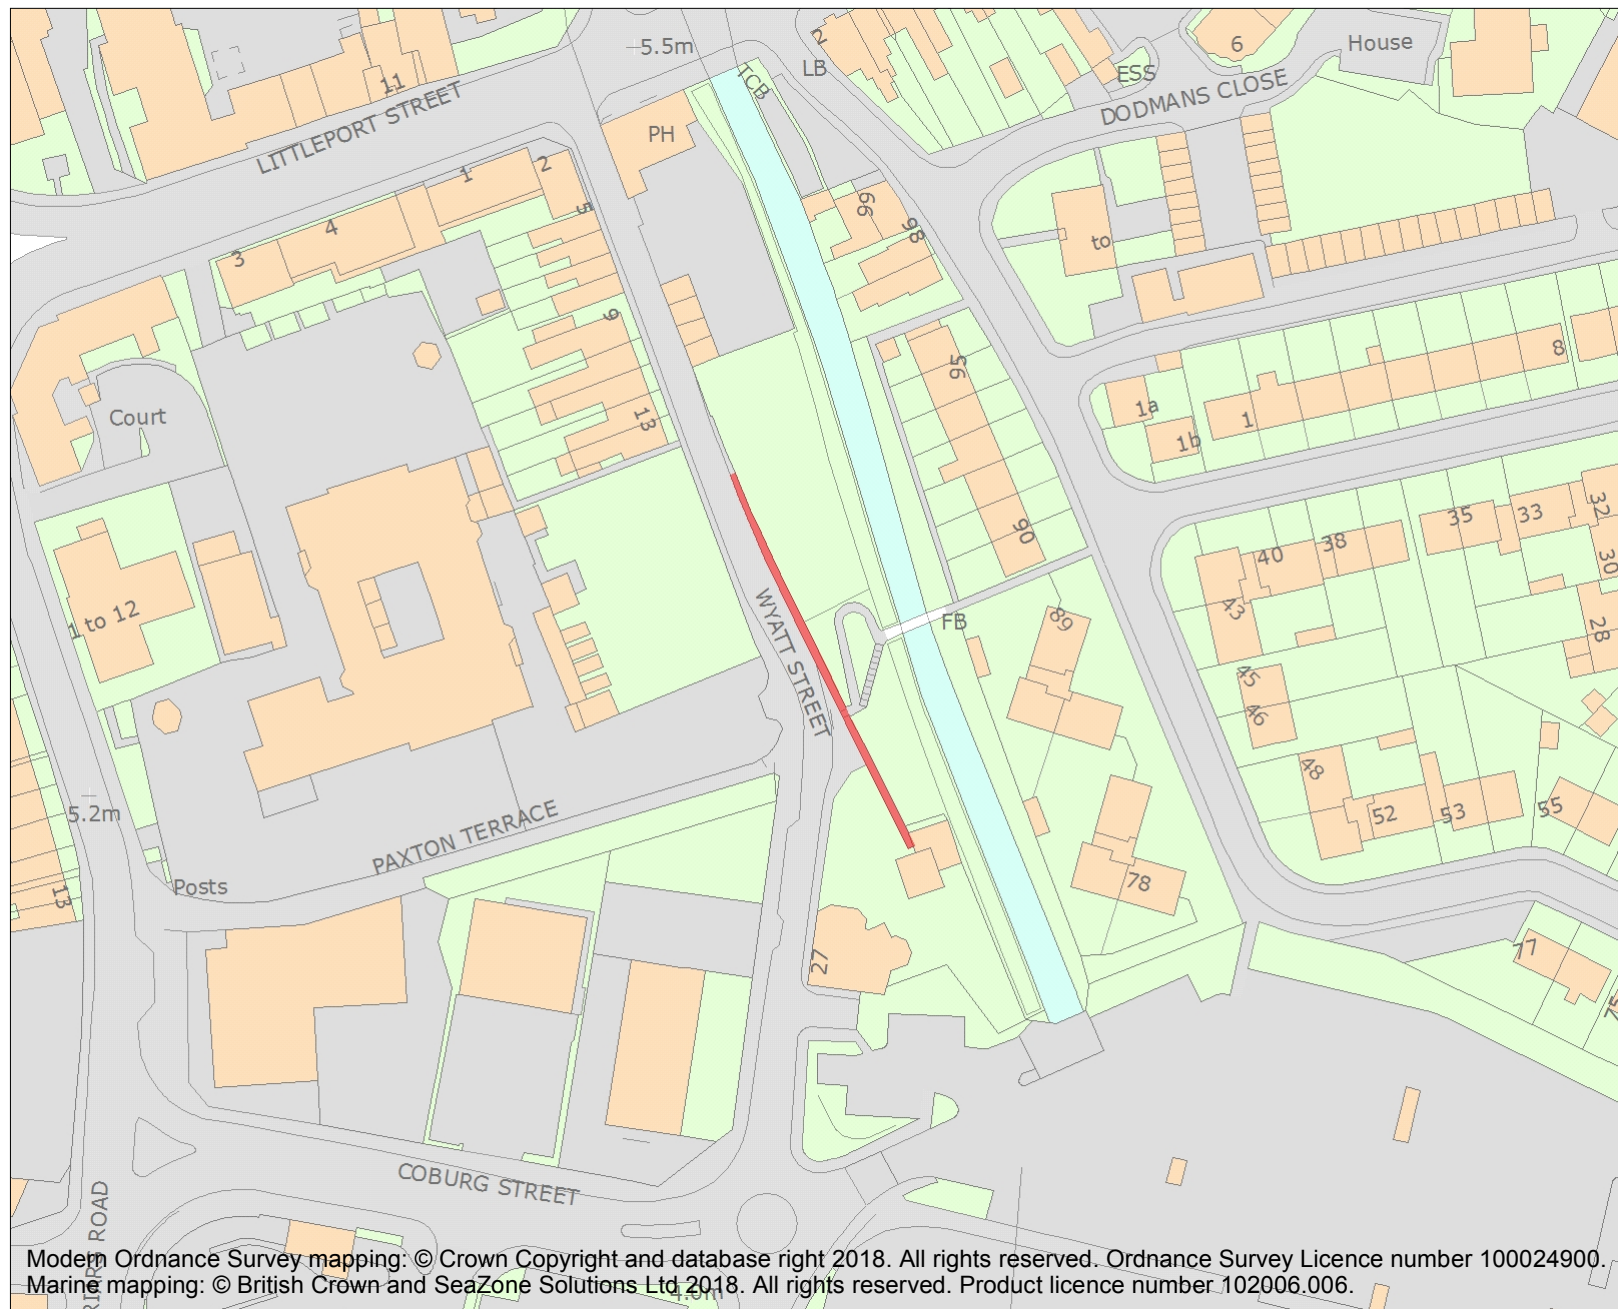 5.5m
2
LB
TCB
ESS
6
House
DODMANS CLOSE
11
LITTLEPORT STREET
PH
1
2
5
4
3
99
98
to
9
95
8
1a
1
1b
13
Court
90
35
33
32
30
40
38
43
28
1 to 12
WYATT STREET
FB
89
45
46
48
52
53
55
5.2m
PAXTON TERRACE
Posts
13
78
27
77
75
COBURG STREET
RIARS ROAD
4.6m
Modern Ordnance Survey mapping: © Crown Copyright and database right 2018. All rights reserved. Ordnance Survey Licence number 100024900.
Marine mapping: © British Crown and SeaZone Solutions Ltd 2018. All rights reserved. Product licence number 102006.006.